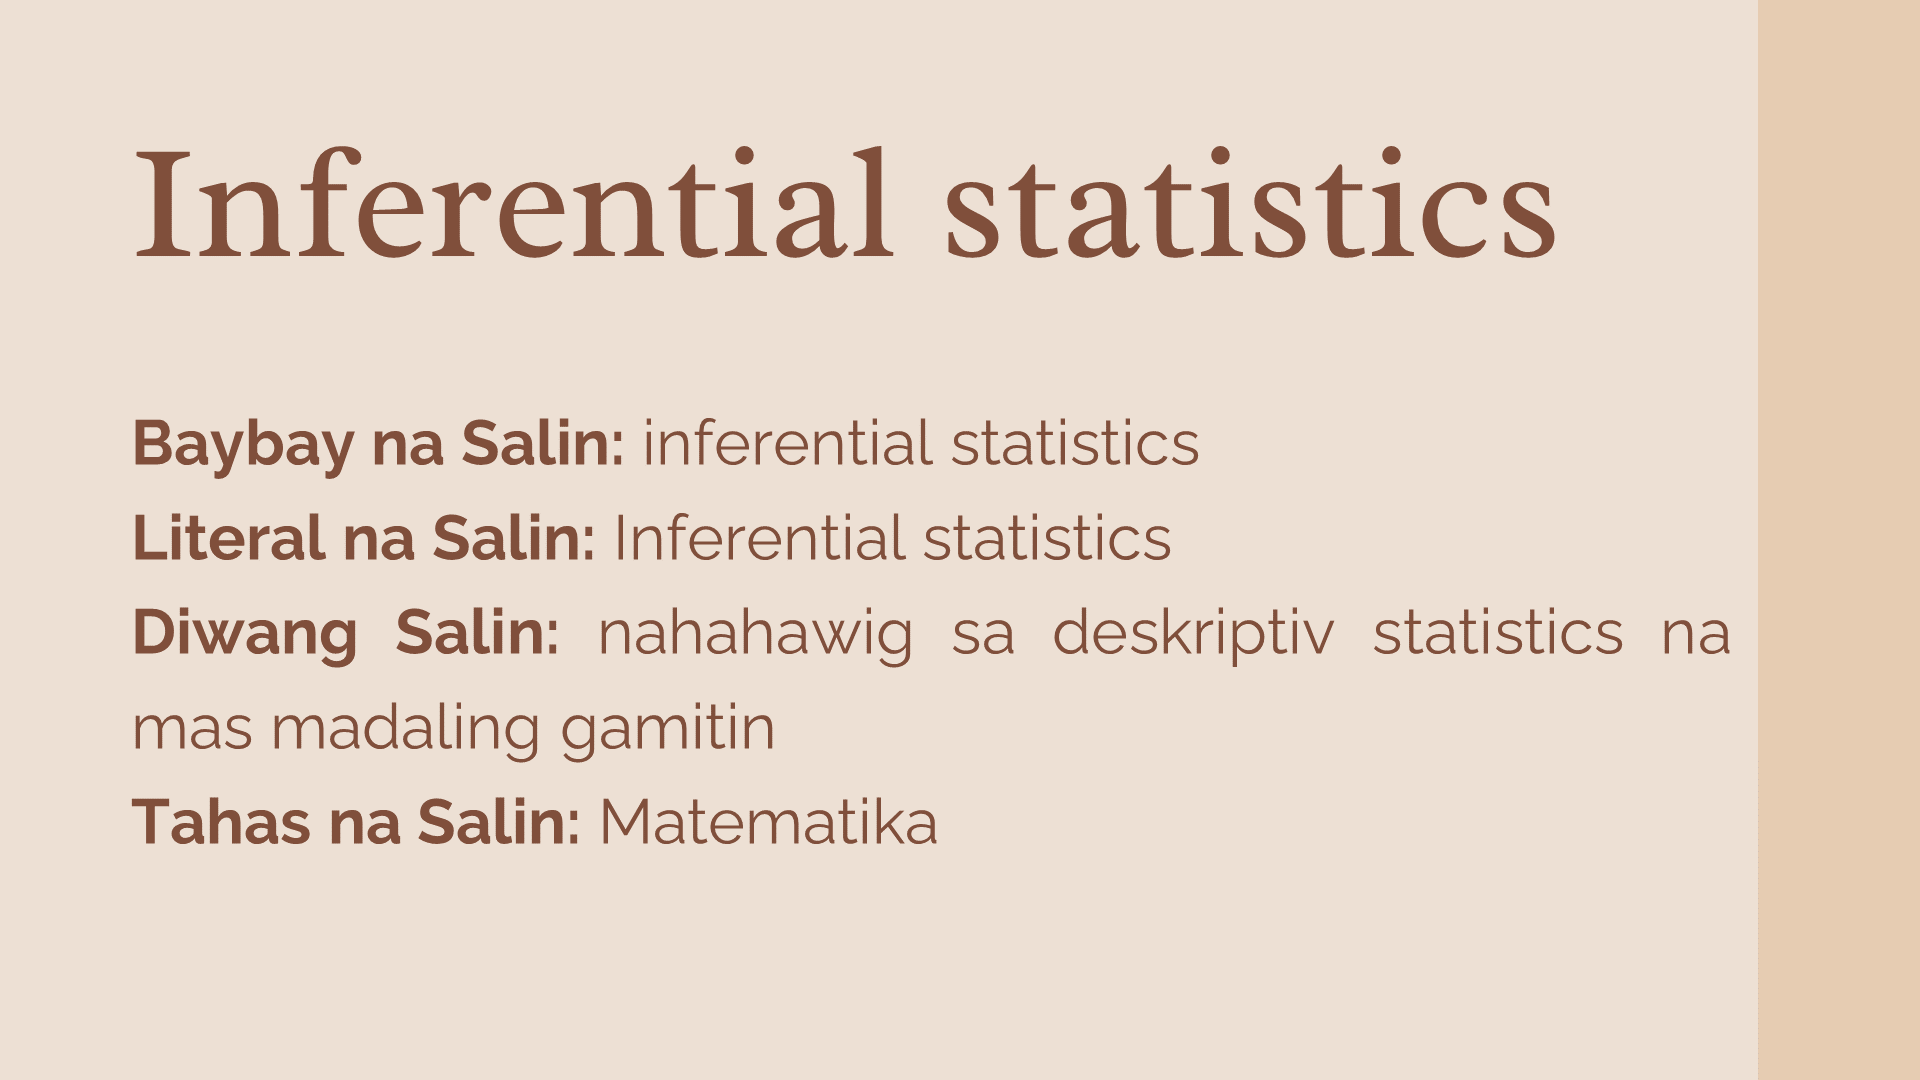 Inferential statistics
Baybay na Salin: inferential statistics
Literal na Salin: Inferential statistics
Diwang Salin: nahahawig sa deskriptiv statistics na
mas madaling gamitin
Tahas na Salin: Matematika